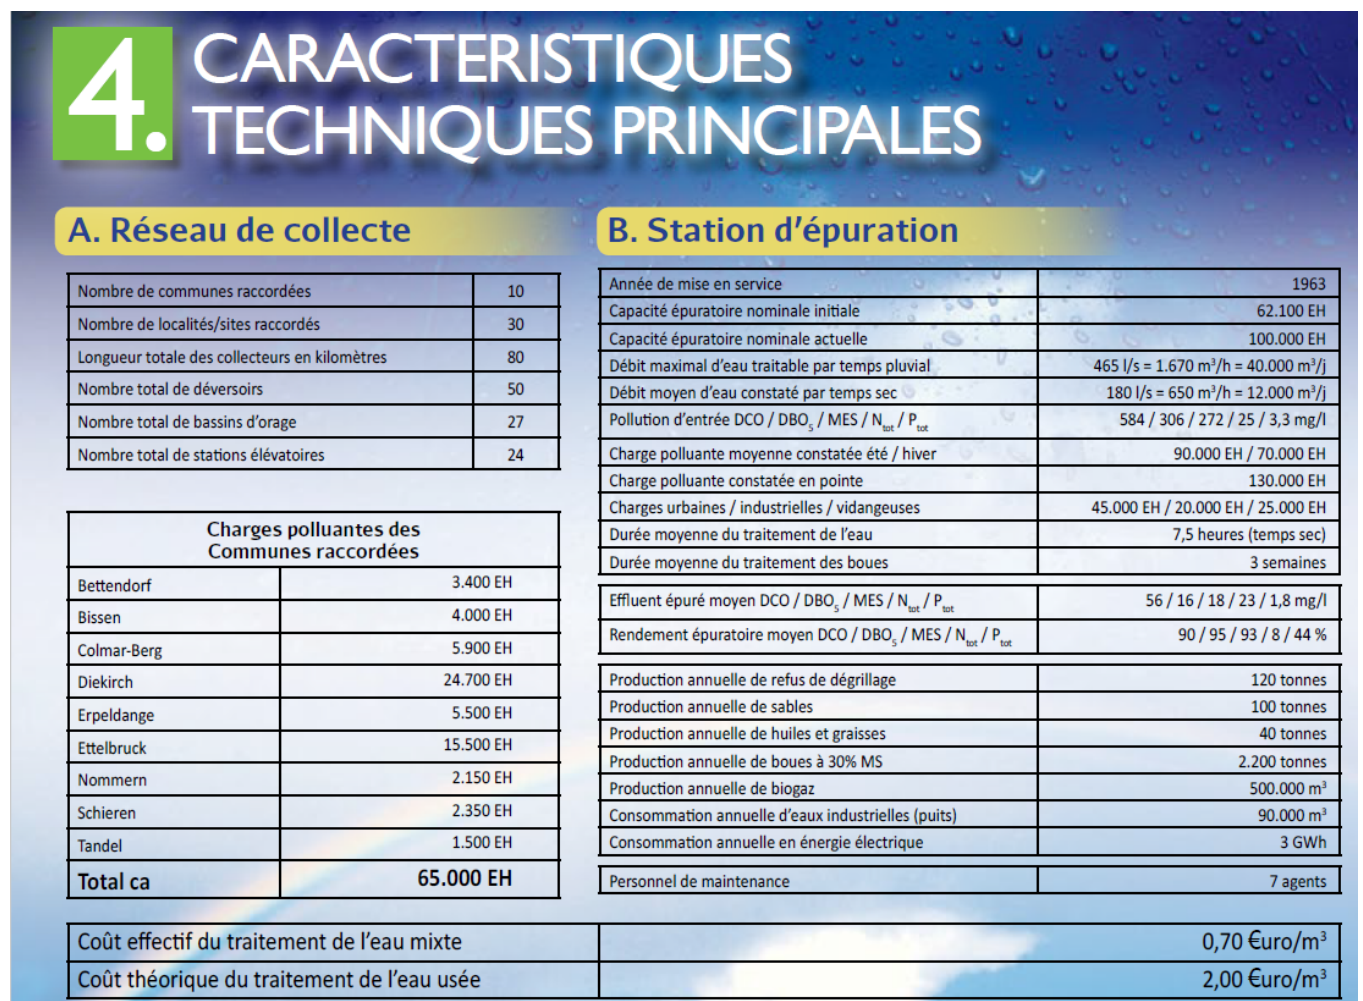 4.
CARACTERISTIQUES
TECHNIQUES PRINCIPALES
A. Réseau de collecte
Nombre de communes raccordées 10
Nombre de localités/sites raccordés 30
Longueur totale des collecteurs en kilomètres 80
Nombre total de déversoirs 50
Nombre total de bassins d'orage 27
Nombre total de stations élévatoires 24
Charges polluantes des
Communes raccordées
Bettendorf 3.400 EH
Bissen 4.000 EH
Colmar-Berg 5.900 EH
Diekirch 24.700 EH
Erpeldange 5.500 EH
Ettelbruck 15.500 EH
Nommern 2.150 EH
Schieren 2.350 EH
Tandel 1.500 EH
Total ca 65.000 EH
B. Station d'épuration
Année de mise en service 1963
Capacité épuratoire nominale initiale 62.100 EH
Capacité épuratoire nominale actuelle 100.000 EH
Débit maximal d'eau traitable par temps pluvial 465 l/s = 1.670 m³/h = 40.000 m³/j
Débit moyen d'eau constaté par temps sec 180 l/s = 650 m³/h = 12.000 m³/j
Pollution d'entrée DCO / DBO₅ / MES / Ntot / Ptot 584 / 306 / 272 / 25 / 3,3 mg/l
Charge polluante moyenne constatée été / hiver 90.000 EH / 70.000 EH
Charge polluante constatée en pointe 130.000 EH
Charges urbaines / industrielles / vidangeuses 45.000 EH / 20.000 EH / 25.000 EH
Durée moyenne du traitement de l'eau 7,5 heures (temps sec)
Durée moyenne du traitement des boues 3 semaines
Effluent épuré moyen DCO / DBO₅ / MES / Ntot / Ptot 56 / 16 / 18 / 23 / 1,8 mg/l
Rendement épuratoire moyen DCO / DBO₅ / MES / Ntot / Ptot 90 / 95 / 93 / 8 / 44 %
Production annuelle de refus de dégrillage 120 tonnes
Production annuelle de sables 100 tonnes
Production annuelle de huiles et graisses 40 tonnes
Production annuelle de boues à 30% MS 2.200 tonnes
Production annuelle de biogaz 500.000 m³
Consommation annuelle d'eaux industrielles (puits) 90.000 m³
Consommation annuelle en énergie électrique 3 GWh
Personnel de maintenance 7 agents
Coût effectif du traitement de l'eau mixte 0,70 €uro/m³
Coût théorique du traitement de l'eau usée 2,00 €uro/m³